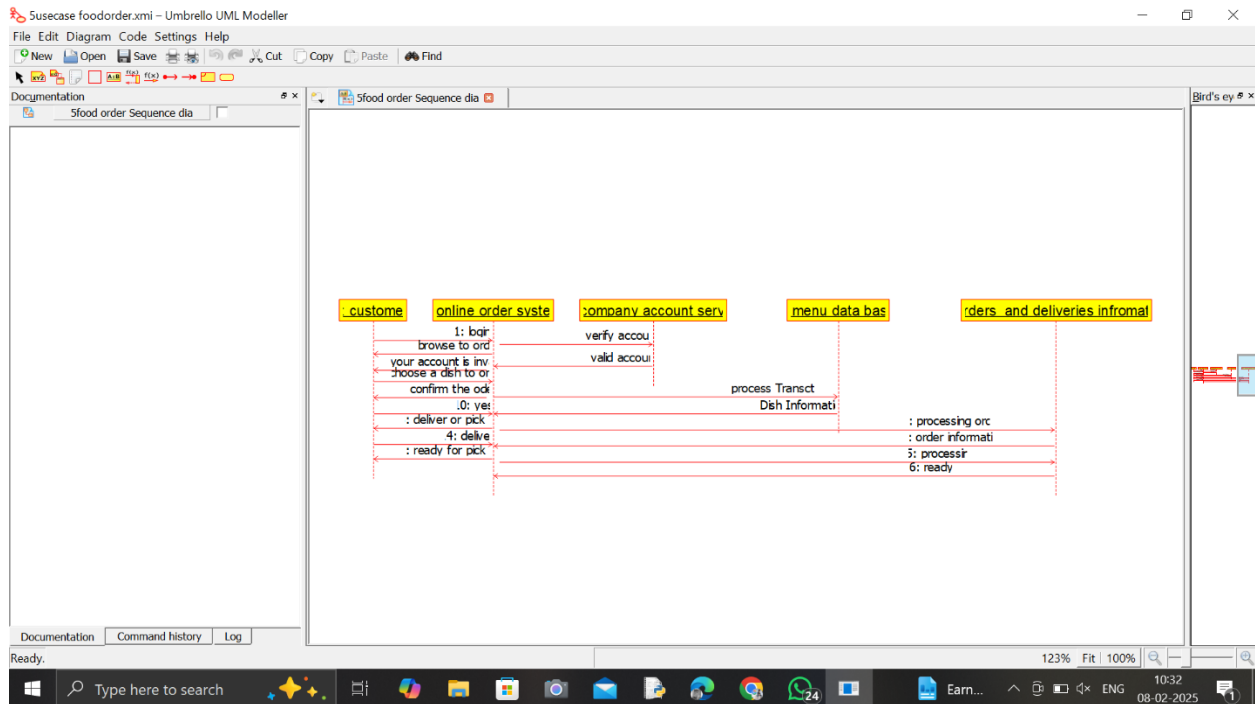 5usecase foodorder.xmi – Umbrello UML Modeller
File Edit Diagram Code Settings Help
New Open Save Cut Copy Paste Find
Documentation
5food order Sequence dia
5food order Sequence dia
Bird's ey
: custome
online order syste
company account serv
menu data bas
rders and deliveries infromat
1: bqir
browse to ord
verify accou
your account is inv
valid accoui
choose a dish to or
confirm the ode
process Transct
.0: yes
Dish Informati
: deliver or pick
: processing orc
4: delive
: order informati
: ready for pick
5: processir
6: ready
Documentation Command history Log
Ready.
123% Fit 100%
Type here to search
24
Earn...
ENG
10:32
08-02-2025
1